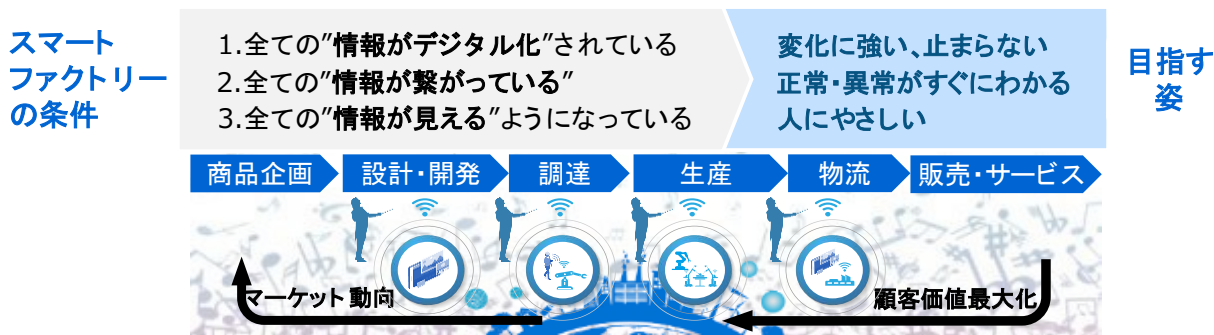 スマート
ファクトリー
の条件
1.全ての”情報がデジタル化”されている
2.全ての”情報が繋がっている”
3.全ての”情報が見える”ようになっている
変化に強い、止まらない
正常・異常がすぐにわかる
人にやさしい
目指す
姿
商品企画
設計・開発
調達
生産
物流
販売・サービス
マーケット動向
顧客価値最大化